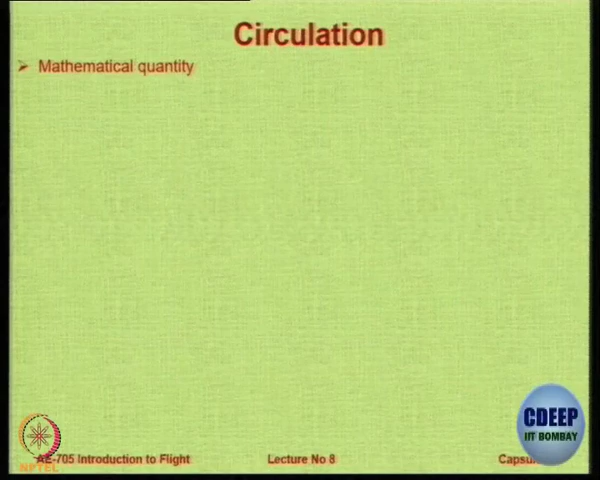 Circulation
➢ Mathematical quantity
CDEEP
IIT BOMBAY
NPTEL
AE-705 Introduction to Flight Lecture No 8